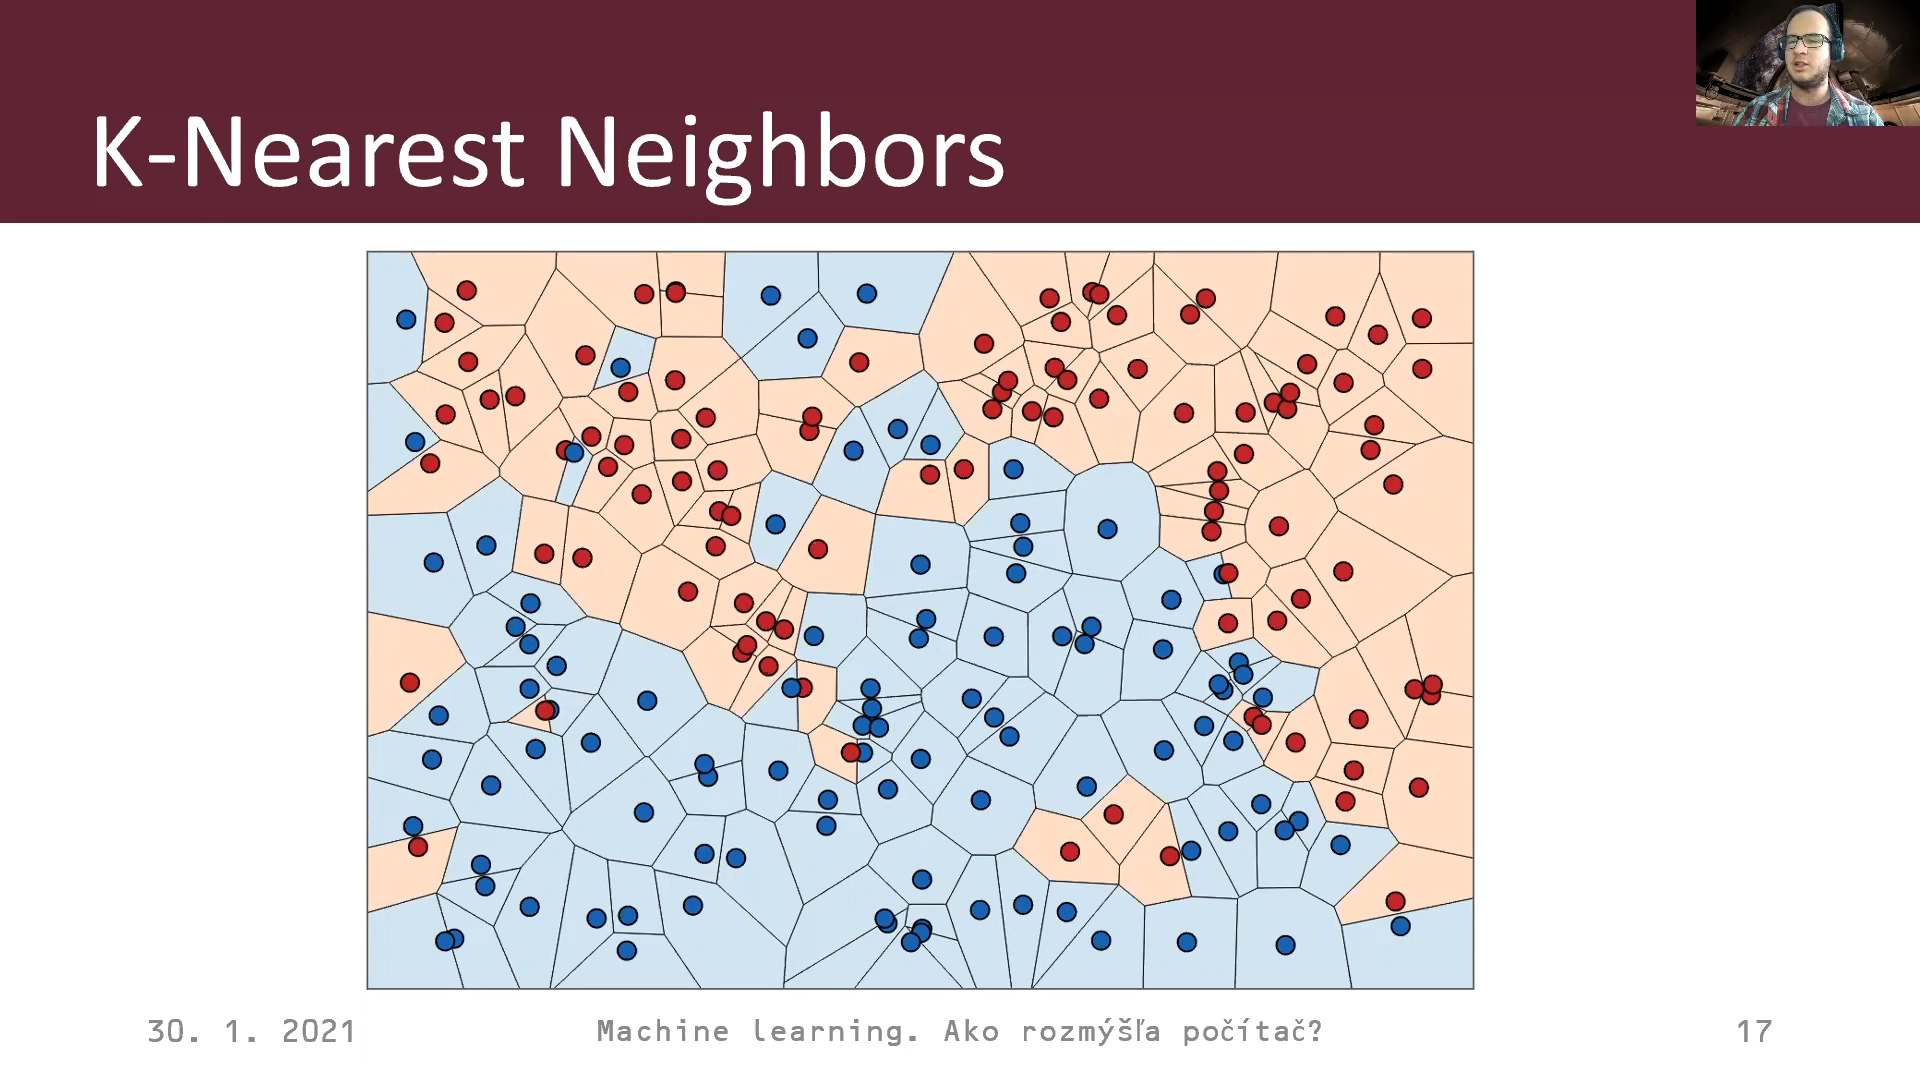 K-Nearest Neighbors
30. 1. 2021
Machine learning. Ako rozmýšľa počítač?
17